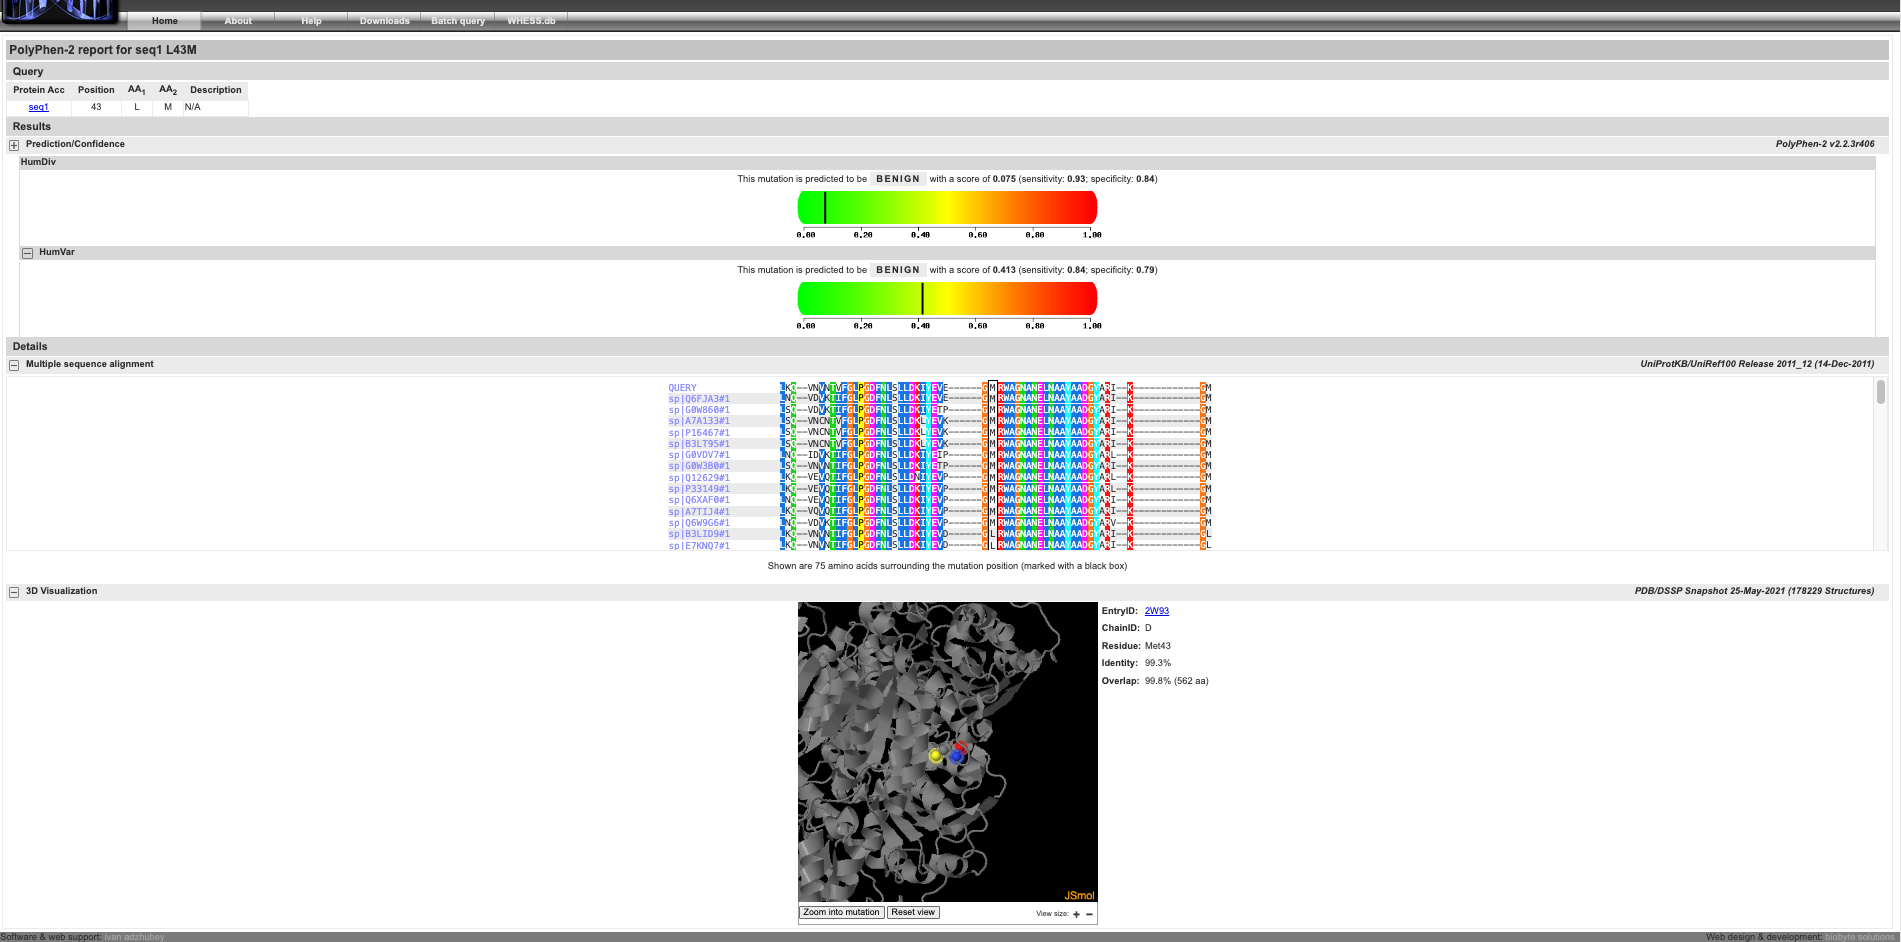 Home About Help Downloads Batch query WHESS.db
PolyPhen-2 report for seq1 L43M
Query
Protein Acc Position AA1 AA2 Description
seq1 43 L M N/A
Results
Prediction/Confidence PolyPhen-2 v2.2.3r406
HumDiv
This mutation is predicted to be BENIGN with a score of 0.075 (sensitivity: 0.93; specificity: 0.84)
0.00 0.20 0.40 0.60 0.80 1.00
HumVar
This mutation is predicted to be BENIGN with a score of 0.413 (sensitivity: 0.84; specificity: 0.79)
0.00 0.20 0.40 0.60 0.80 1.00
Details
Multiple sequence alignment UniProtKB/UniRef100 Release 2011_12 (14-Dec-2011)
QUERY
sp|Q6FJA3#1
sp|G0W860#1
sp|A7A133#1
sp|P16467#1
sp|B3LT95#1
sp|G0VDV7#1
sp|G0W3B0#1
sp|Q12629#1
sp|P33149#1
sp|Q6XAF0#1
sp|A7TIJ4#1
sp|Q6W9G6#1
sp|B3LID9#1
sp|E7KNQ7#1
Shown are 75 amino acids surrounding the mutation position (marked with a black box)
3D Visualization PDB/DSSP Snapshot 25-May-2021 (178229 Structures)
EntryID: 2W93
ChainID: D
Residue: Met43
Identity: 99.3%
Overlap: 99.8% (562 aa)
JSmol
Zoom into mutation Reset view View size: + −
Software & web support: ivan adzhubey Web design & development: biobyte solutions